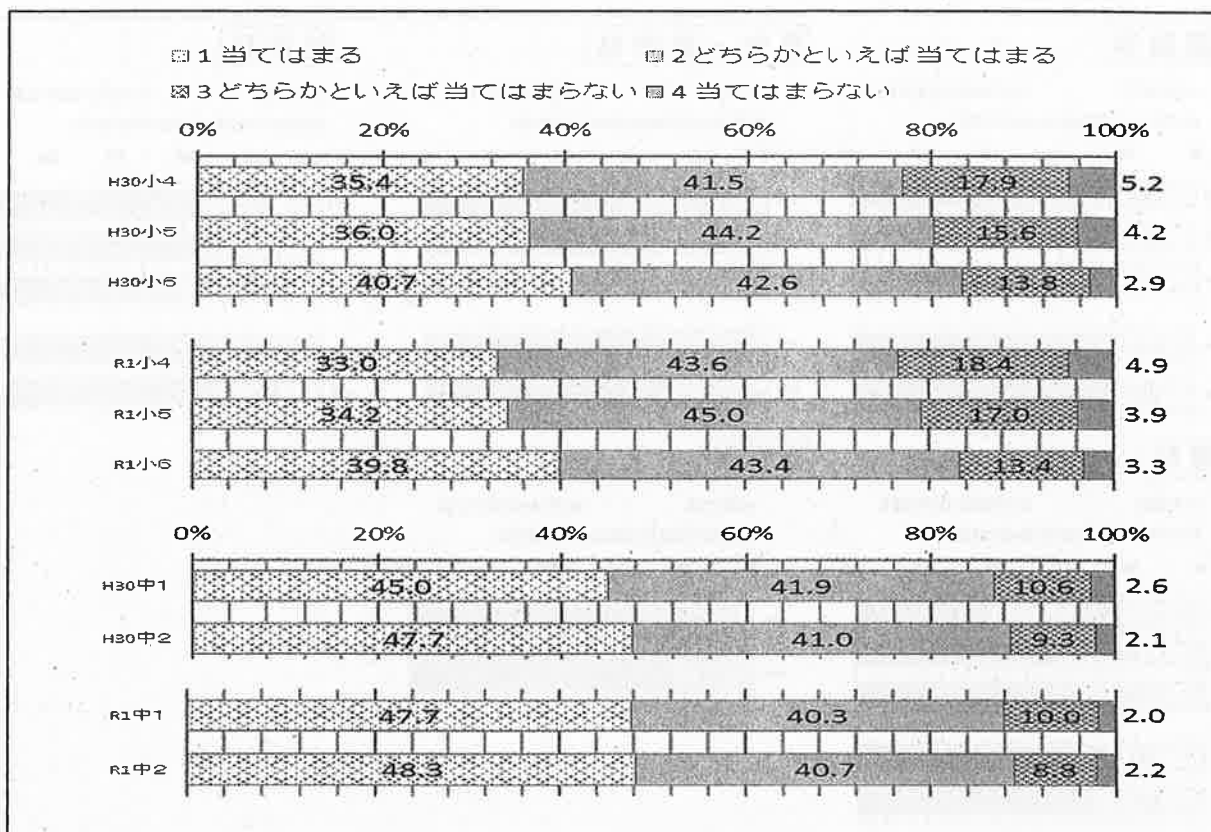 1 当てはまる 2 どちらかといえば当てはまる
3 どちらかといえば当てはまらない 4 当てはまらない
0% 20% 40% 60% 80% 100%
H30小4 35.4 41.5 17.9 5.2
H30小5 36.0 44.2 15.6 4.2
H30小6 40.7 42.6 13.8 2.9
R1小4 33.0 43.6 18.4 4.9
R1小5 34.2 45.0 17.0 3.9
R1小6 39.8 43.4 13.4 3.3
0% 20% 40% 60% 80% 100%
H30中1 45.0 41.9 10.6 2.6
H30中2 47.7 41.0 9.3 2.1
R1中1 47.7 40.3 10.0 2.0
R1中2 48.3 40.7 8.8 2.2